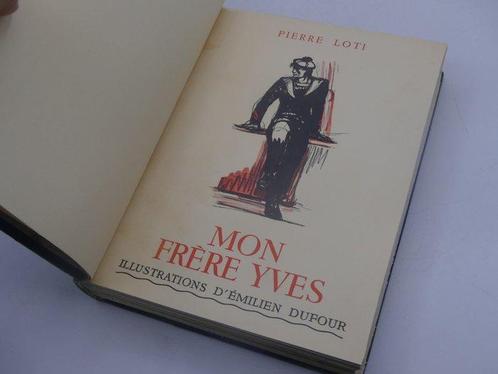 PIERRE LOTI
MON
FRÈRE YVES
ILLUSTRATIONS D'ÉMILIEN DUFOUR